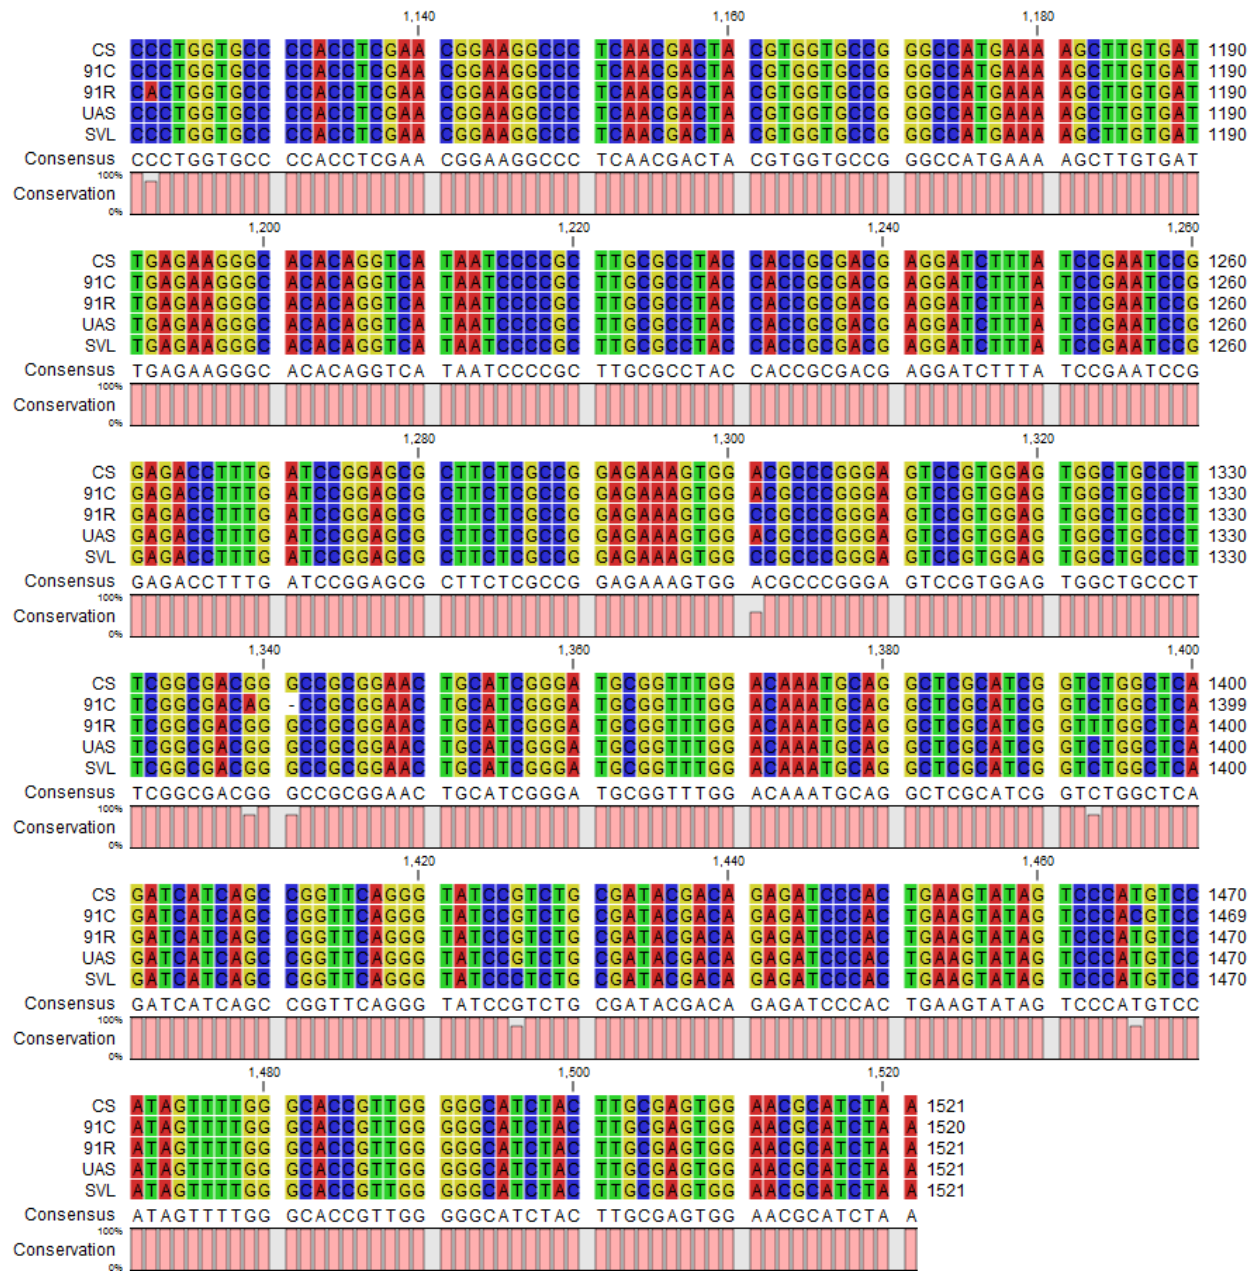 1,140 1,160 1,180
CS CCCTGGTGCC CCACCTCGAA CGGAAGGCCC TCAACGACTA CGTGGTGCCG GGCCATGAAA AGCTTGTGAT 1190
91C CCCTGGTGCC CCACCTCGAA CGGAAGGCCC TCAACGACTA CGTGGTGCCG GGCCATGAAA AGCTTGTGAT 1190
91R CACTGGTGCC CCACCTCGAA CGGAAGGCCC TCAACGACTA CGTGGTGCCG GGCCATGAAA AGCTTGTGAT 1190
UAS CCCTGGTGCC CCACCTCGAA CGGAAGGCCC TCAACGACTA CGTGGTGCCG GGCCATGAAA AGCTTGTGAT 1190
SVL CCCTGGTGCC CCACCTCGAA CGGAAGGCCC TCAACGACTA CGTGGTGCCG GGCCATGAAA AGCTTGTGAT 1190
Consensus CCCTGGTGCC CCACCTCGAA CGGAAGGCCC TCAACGACTA CGTGGTGCCG GGCCATGAAA AGCTTGTGAT
100%
Conservation
0%
1,200 1,220 1,240 1,260
CS TGAGAAGGGC ACACAGGTCA TAATCCCCGC TTGCGCCTAC CACCGCGACG AGGATCTTTA TCCGAATCCG 1260
91C TGAGAAGGGC ACACAGGTCA TAATCCCCGC TTGCGCCTAC CACCGCGACG AGGATCTTTA TCCGAATCCG 1260
91R TGAGAAGGGC ACACAGGTCA TAATCCCCGC TTGCGCCTAC CACCGCGACG AGGATCTTTA TCCGAATCCG 1260
UAS TGAGAAGGGC ACACAGGTCA TAATCCCCGC TTGCGCCTAC CACCGCGACG AGGATCTTTA TCCGAATCCG 1260
SVL TGAGAAGGGC ACACAGGTCA TAATCCCCGC TTGCGCCTAC CACCGCGACG AGGATCTTTA TCCGAATCCG 1260
Consensus TGAGAAGGGC ACACAGGTCA TAATCCCCGC TTGCGCCTAC CACCGCGACG AGGATCTTTA TCCGAATCCG
100%
Conservation
0%
1,280 1,300 1,320
CS GAGACCTTTG ATCCGGAGCG CTTCTCGCCG GAGAAAGTGG ACGCCCGGGA GTCCGTGGAG TGGCTGCCCT 1330
91C GAGACCTTTG ATCCGGAGCG CTTCTCGCCG GAGAAAGTGG ACGCCCGGGA GTCCGTGGAG TGGCTGCCCT 1330
91R GAGACCTTTG ATCCGGAGCG CTTCTCGCCG GAGAAAGTGG CCGCCCGGGA GTCCGTGGAG TGGCTGCCCT 1330
UAS GAGACCTTTG ATCCGGAGCG CTTCTCGCCG GAGAAAGTGG ACGCCCGGGA GTCCGTGGAG TGGCTGCCCT 1330
SVL GAGACCTTTG ATCCGGAGCG CTTCTCGCCG GAGAAAGTGG CCGCCCGGGA GTCCGTGGAG TGGCTGCCCT 1330
Consensus GAGACCTTTG ATCCGGAGCG CTTCTCGCCG GAGAAAGTGG ACGCCCGGGA GTCCGTGGAG TGGCTGCCCT
100%
Conservation
0%
1,340 1,360 1,380 1,400
CS TCGGCGACGG GCCGCGGAAC TGCATCGGGA TGCGGTTTGG ACAAATGCAG GCTCGCATCG GTCTGGCTCA 1400
91C TCGGCGACAG -CCGCGGAAC TGCATCGGGA TGCGGTTTGG ACAAATGCAG GCTCGCATCG GTCTGGCTCA 1399
91R TCGGCGACGG GCCGCGGAAC TGCATCGGGA TGCGGTTTGG ACAAATGCAG GCTCGCATCG GTTTGGCTCA 1400
UAS TCGGCGACGG GCCGCGGAAC TGCATCGGGA TGCGGTTTGG ACAAATGCAG GCTCGCATCG GTCTGGCTCA 1400
SVL TCGGCGACGG GCCGCGGAAC TGCATCGGGA TGCGGTTTGG ACAAATGCAG GCTCGCATCG GTCTGGCTCA 1400
Consensus TCGGCGACGG GCCGCGGAAC TGCATCGGGA TGCGGTTTGG ACAAATGCAG GCTCGCATCG GTCTGGCTCA
100%
Conservation
0%
1,420 1,440 1,460
CS GATCATCAGC CGGTTCAGGG TATCCGTCTG CGATACGACA GAGATCCCAC TGAAGTATAG TCCCATGTCC 1470
91C GATCATCAGC CGGTTCAGGG TATCCGTCTG CGATACGACA GAGATCCCAC TGAAGTATAG TCCCACGTCC 1469
91R GATCATCAGC CGGTTCAGGG TATCCGTCTG CGATACGACA GAGATCCCAC TGAAGTATAG TCCCATGTCC 1470
UAS GATCATCAGC CGGTTCAGGG TATCCGTCTG CGATACGACA GAGATCCCAC TGAAGTATAG TCCCATGTCC 1470
SVL GATCATCAGC CGGTTCAGGG TATCCCTCTG CGATACGACA GAGATCCCAC TGAAGTATAG TCCCATGTCC 1470
Consensus GATCATCAGC CGGTTCAGGG TATCCGTCTG CGATACGACA GAGATCCCAC TGAAGTATAG TCCCATGTCC
100%
Conservation
0%
1,480 1,500 1,520
CS ATAGTTTTGG GCACCGTTGG GGGCATCTAC TTGCGAGTGG AACGCATCTA A 1521
91C ATAGTTTTGG GCACCGTTGG GGGCATCTAC TTGCGAGTGG AACGCATCTA A 1520
91R ATAGTTTTGG GCACCGTTGG GGGCATCTAC TTGCGAGTGG AACGCATCTA A 1521
UAS ATAGTTTTGG GCACCGTTGG GGGCATCTAC TTGCGAGTGG AACGCATCTA A 1521
SVL ATAGTTTTGG GCACCGTTGG GGGCATCTAC TTGCGAGTGG AACGCATCTA A 1521
Consensus ATAGTTTTGG GCACCGTTGG GGGCATCTAC TTGCGAGTGG AACGCATCTA A
100%
Conservation
0%